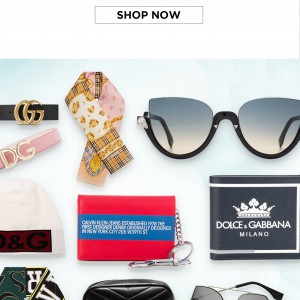 SHOP NOW
GG
DG
CALVIN KLEIN JEANS ESTABLISHED 1978 THE
FIRST DESIGNER DENIM ORIGINALLY DESIGNED
IN NEW YORK CITY 205 W39TH ST
DOLCE & GABBANA
MILANO
D&G